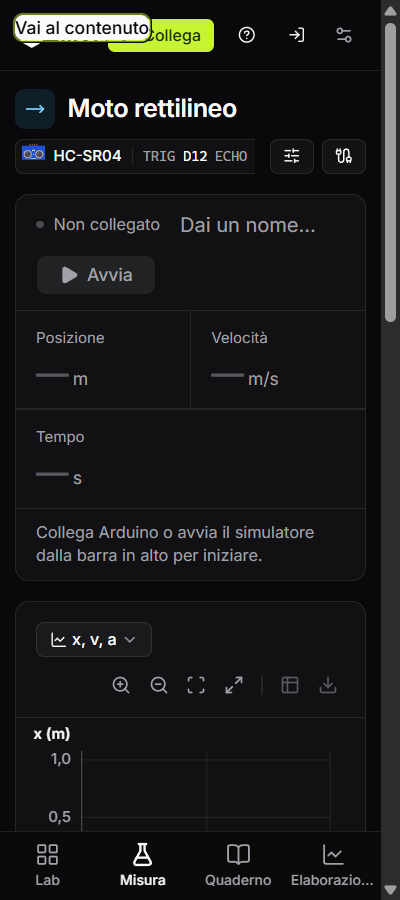 Vai al contenuto
Collega
Moto rettilineo
HC-SR04 TRIG D12 ECHO
Non collegato Dai un nome...
Avvia
Posizione Velocità
— m — m/s
Tempo
— s
Collega Arduino o avvia il simulatore
dalla barra in alto per iniziare.
x, v, a
x (m)
1,0
0,5
Lab Misura Quaderno Elaborazio...